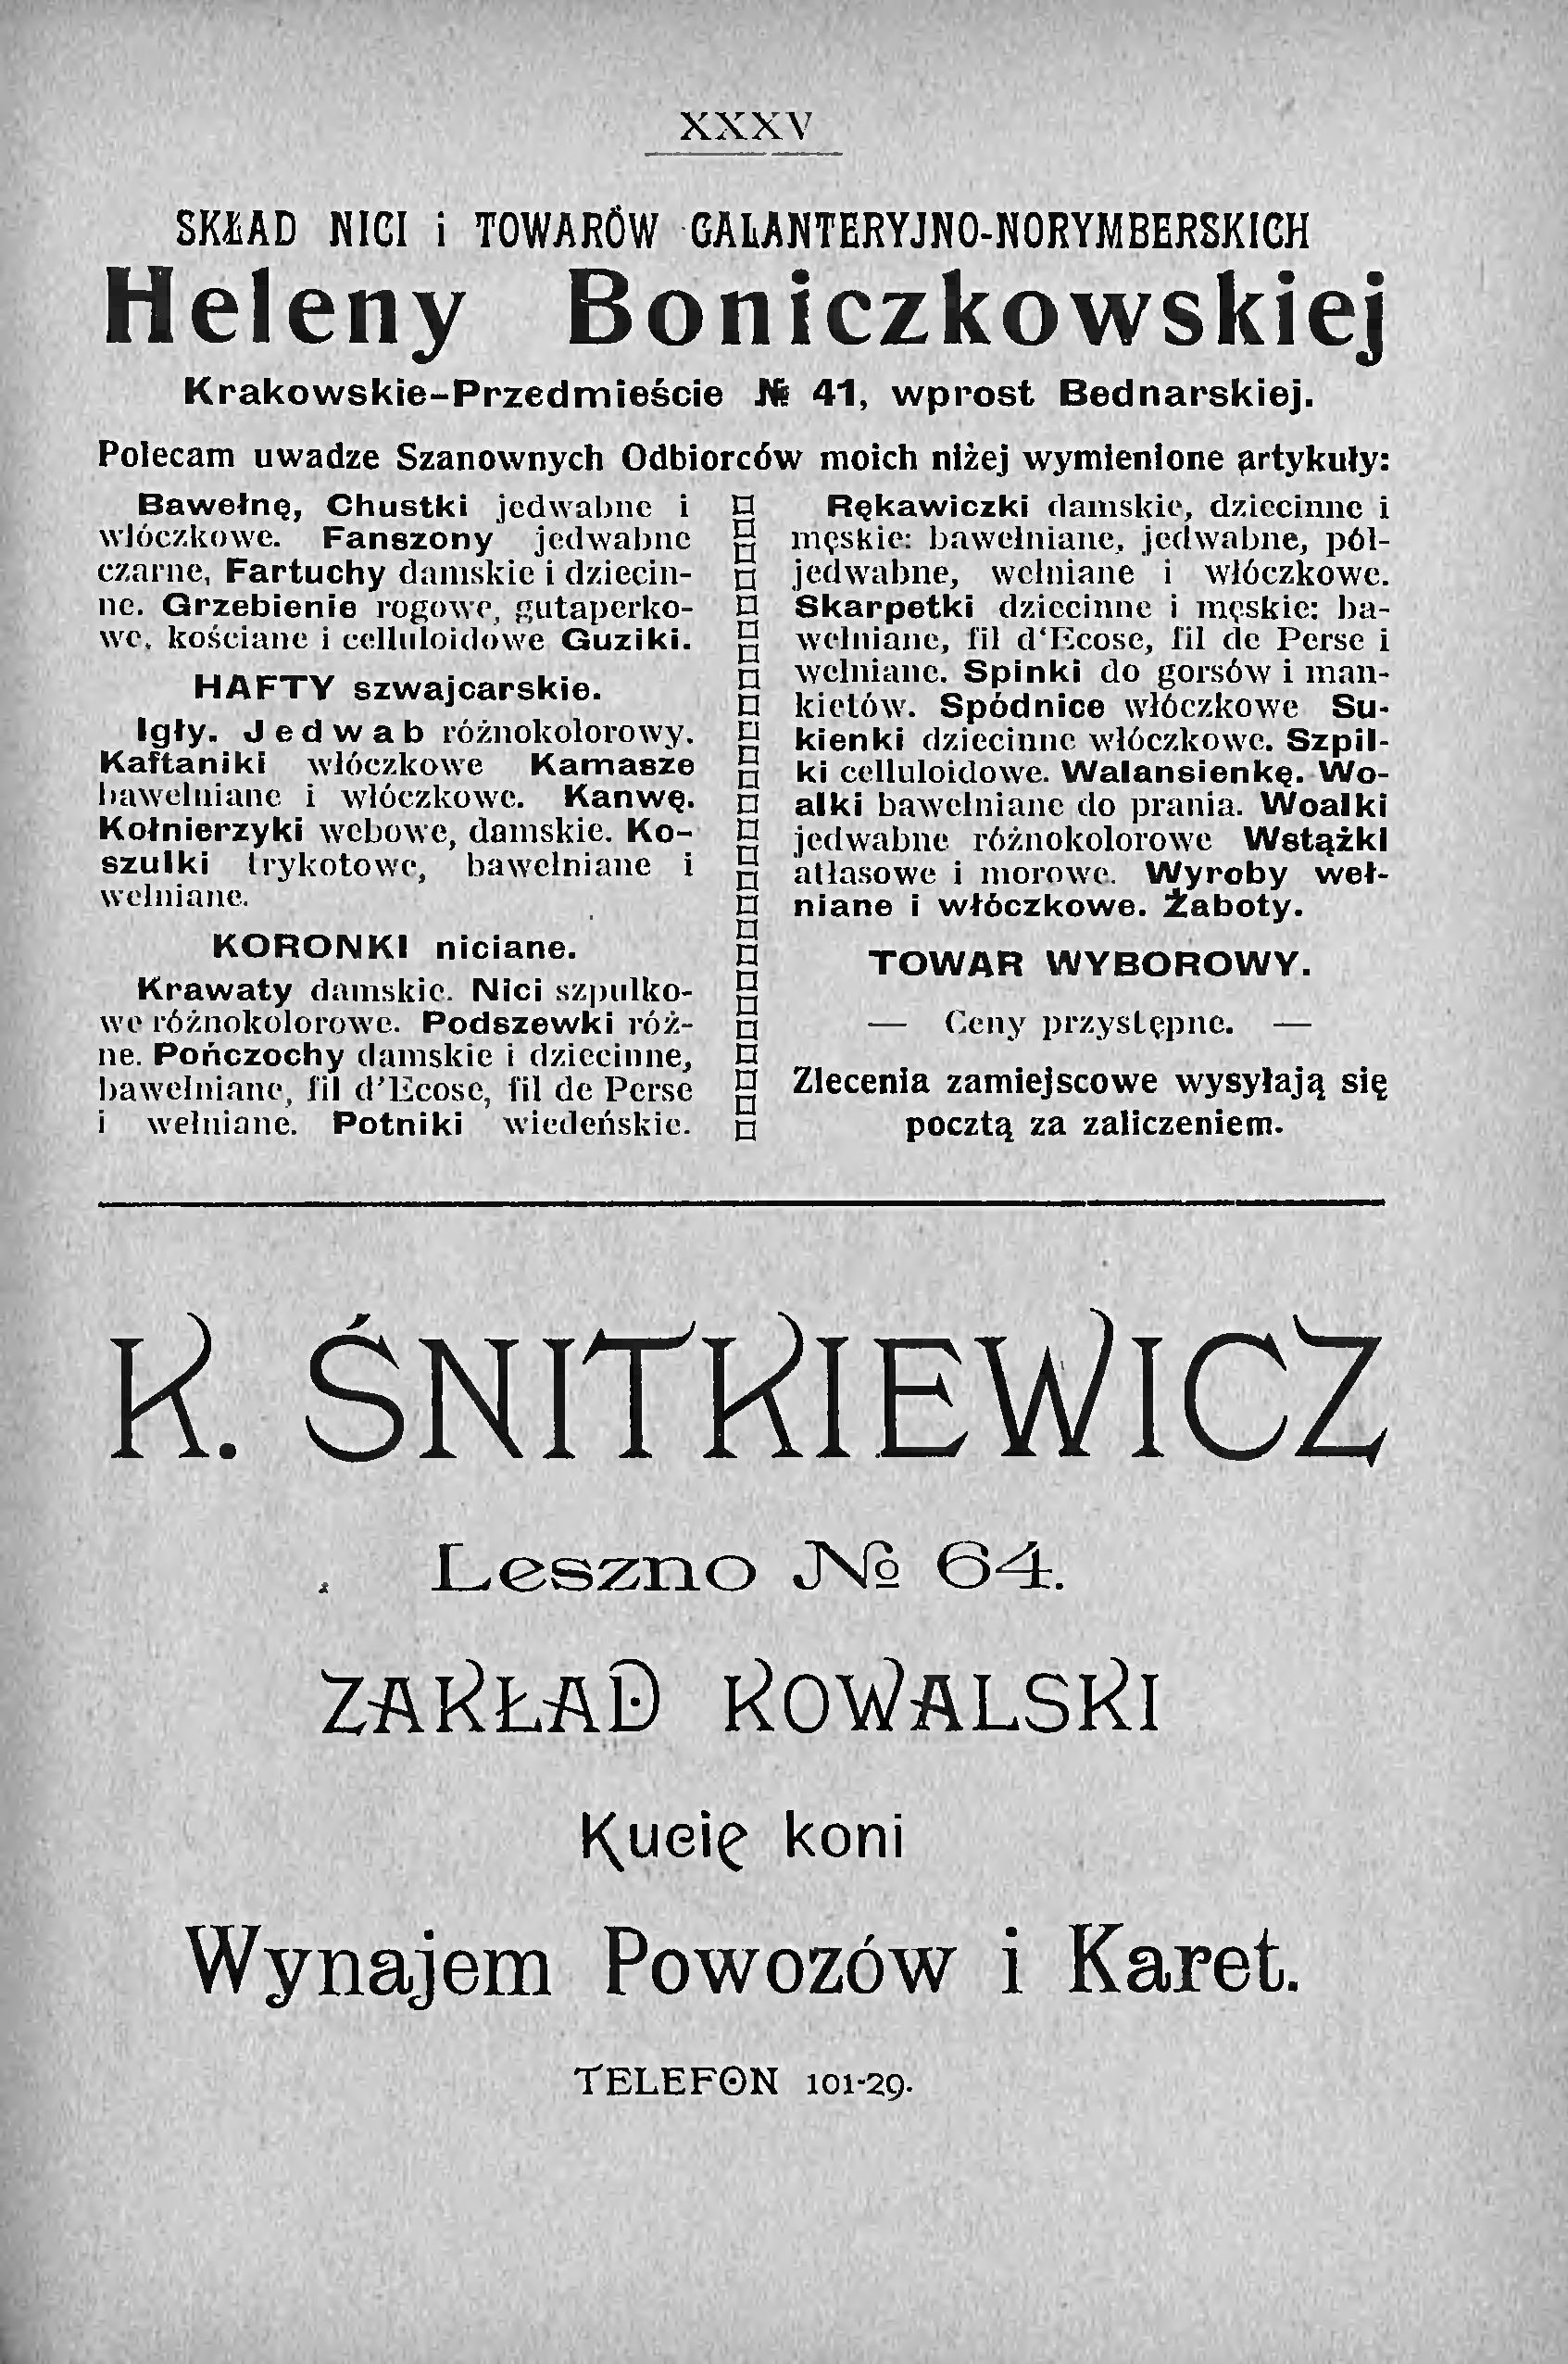 XXXV
SKŁAD NICI i TOWARÓW GALANTERYJNO-NORYMBERSKICH
Heleny Boniczkowskiej
Krakowskie-Przedmieście № 41, wprost Bednarskiej.
Polecam uwadze Szanownych Odbiorców moich niżej wymienione artykuły:
Bawełnę, Chustki jedwabne i
włóczkowe. Fanszony jedwabne
czarne, Fartuchy damskie i dziecin-
ne. Grzebienie rogowe, gutaperko-
we, kościane i celluloidowe Guziki.
HAFTY szwajcarskie.
Igły. Jedwab różnokolorowy.
Kaftaniki włóczkowe Kamasze
bawełniane i włóczkowe. Kanwę.
Kołnierzyki webowe, damskie. Ko-
szulki trykotowe, bawełniane i
wełniane.
KORONKI niciane.
Krawaty damskie. Nici szpulko-
we różnokolorowe. Podszewki róż-
ne. Pończochy damskie i dziecinne,
bawełniane, fil d'Ecose, fil de Perse
i wełniane. Potniki wiedeńskie.
Rękawiczki damskie, dziecinne i
męskie: bawełniane, jedwabne, pół-
jedwabne, wełniane i włóczkowe.
Skarpetki dziecinne i męskie: ba-
wełniane, fil d‘Ecose, fil de Perse i
wełniane. Spinki do gorsów i man-
kietów. Spódnice włóczkowe Su-
kienki dziecinne włóczkowe. Szpil-
ki celluloidowe. Walansienkę. Wo-
alki bawełniane do prania. Woalki
jedwabne różnokolorowe Wstążki
atłasowe i morowe. Wyroby weł-
niane i włóczkowe. Żaboty.
TOWAR WYBOROWY.
— Ceny przystępne. —
Zlecenia zamiejscowe wysyłają się
pocztą za zaliczeniem.
K. ŚNITKIEWICZ
Leszno № 64.
ZAKŁAD KOWALSKI
Kucię koni
Wynajem Powozów i Karet.
TELEFON 101-29.